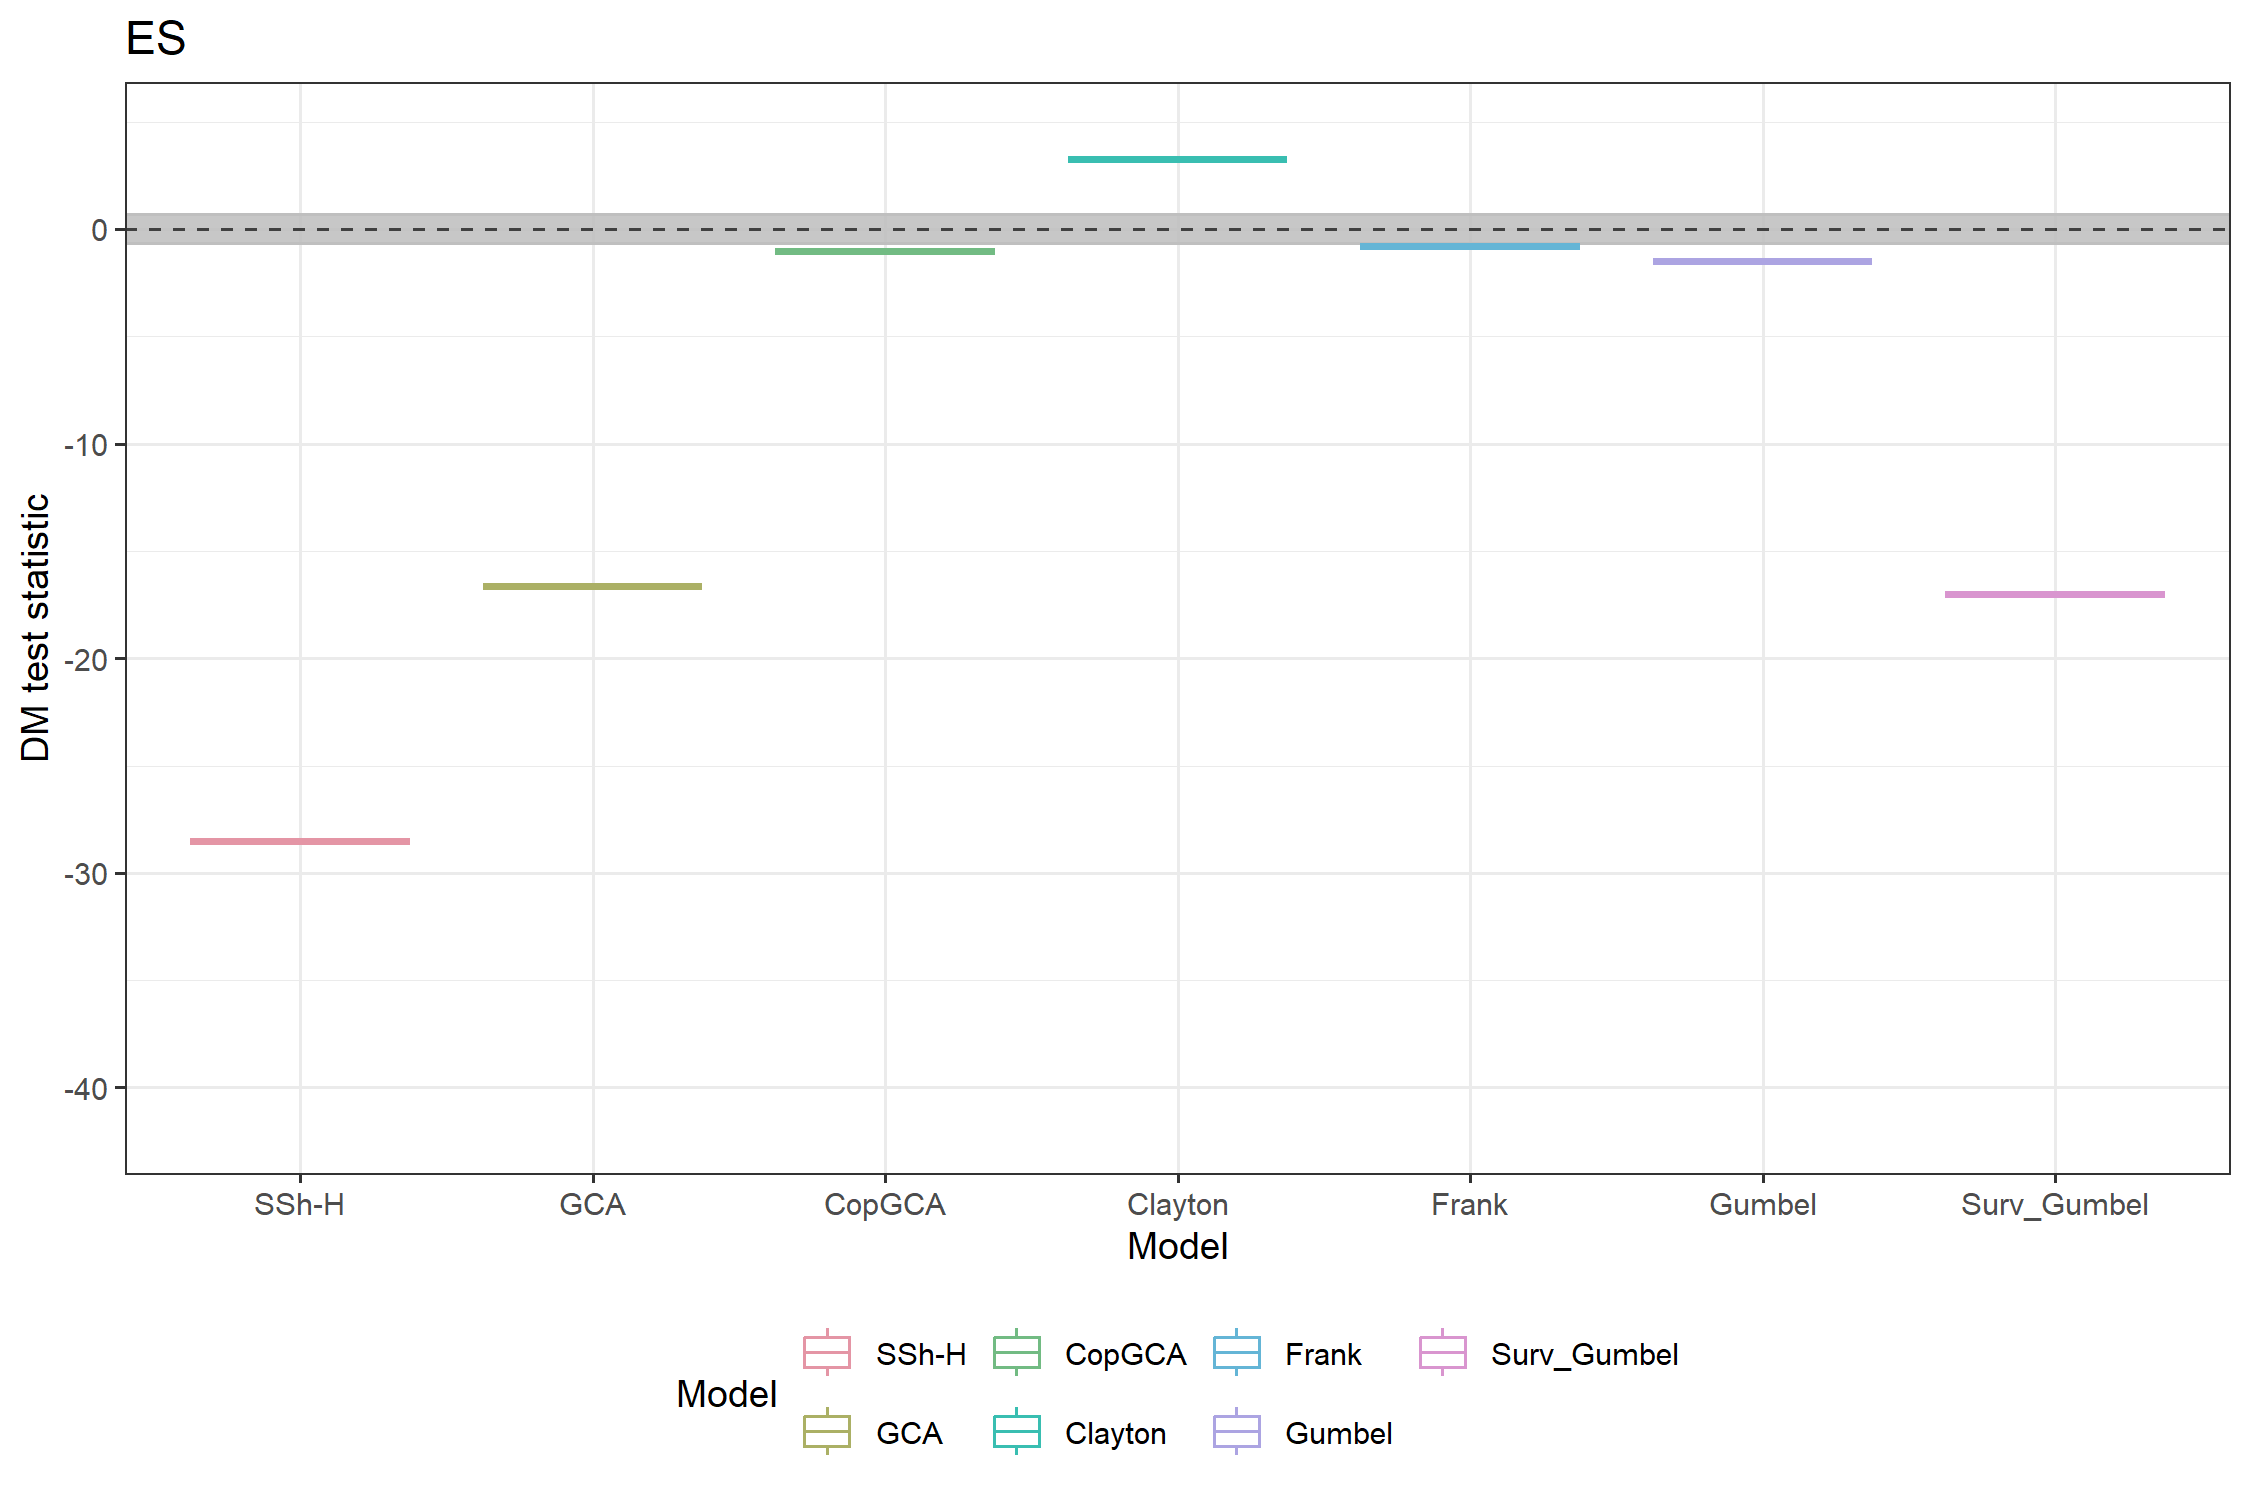 ES
DM test statistic
0
-10
-20
-30
-40
SSh-H GCA CopGCA Clayton Frank Gumbel Surv_Gumbel
Model
Model
SSh-H CopGCA Frank Surv_Gumbel
GCA Clayton Gumbel